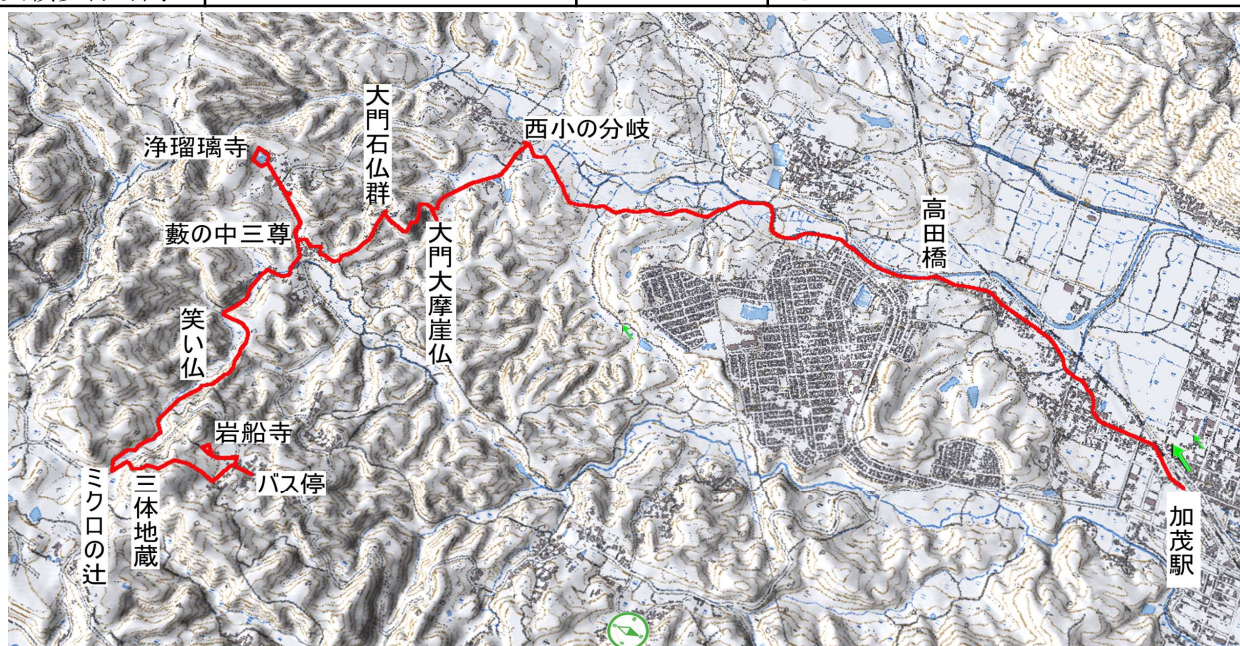 大門石仏群
西小の分岐
浄瑠璃寺
高田橋
藪の中三尊
大門大摩崖仏
笑い仏
岩船寺
バス停
ミクロの辻
三体地蔵
加茂駅